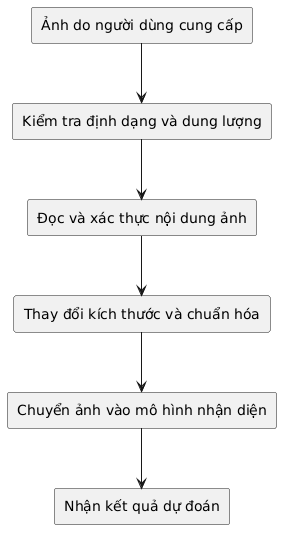 Ảnh do người dùng cung cấp
Kiểm tra định dạng và dung lượng
Đọc và xác thực nội dung ảnh
Thay đổi kích thước và chuẩn hóa
Chuyển ảnh vào mô hình nhận diện
Nhận kết quả dự đoán